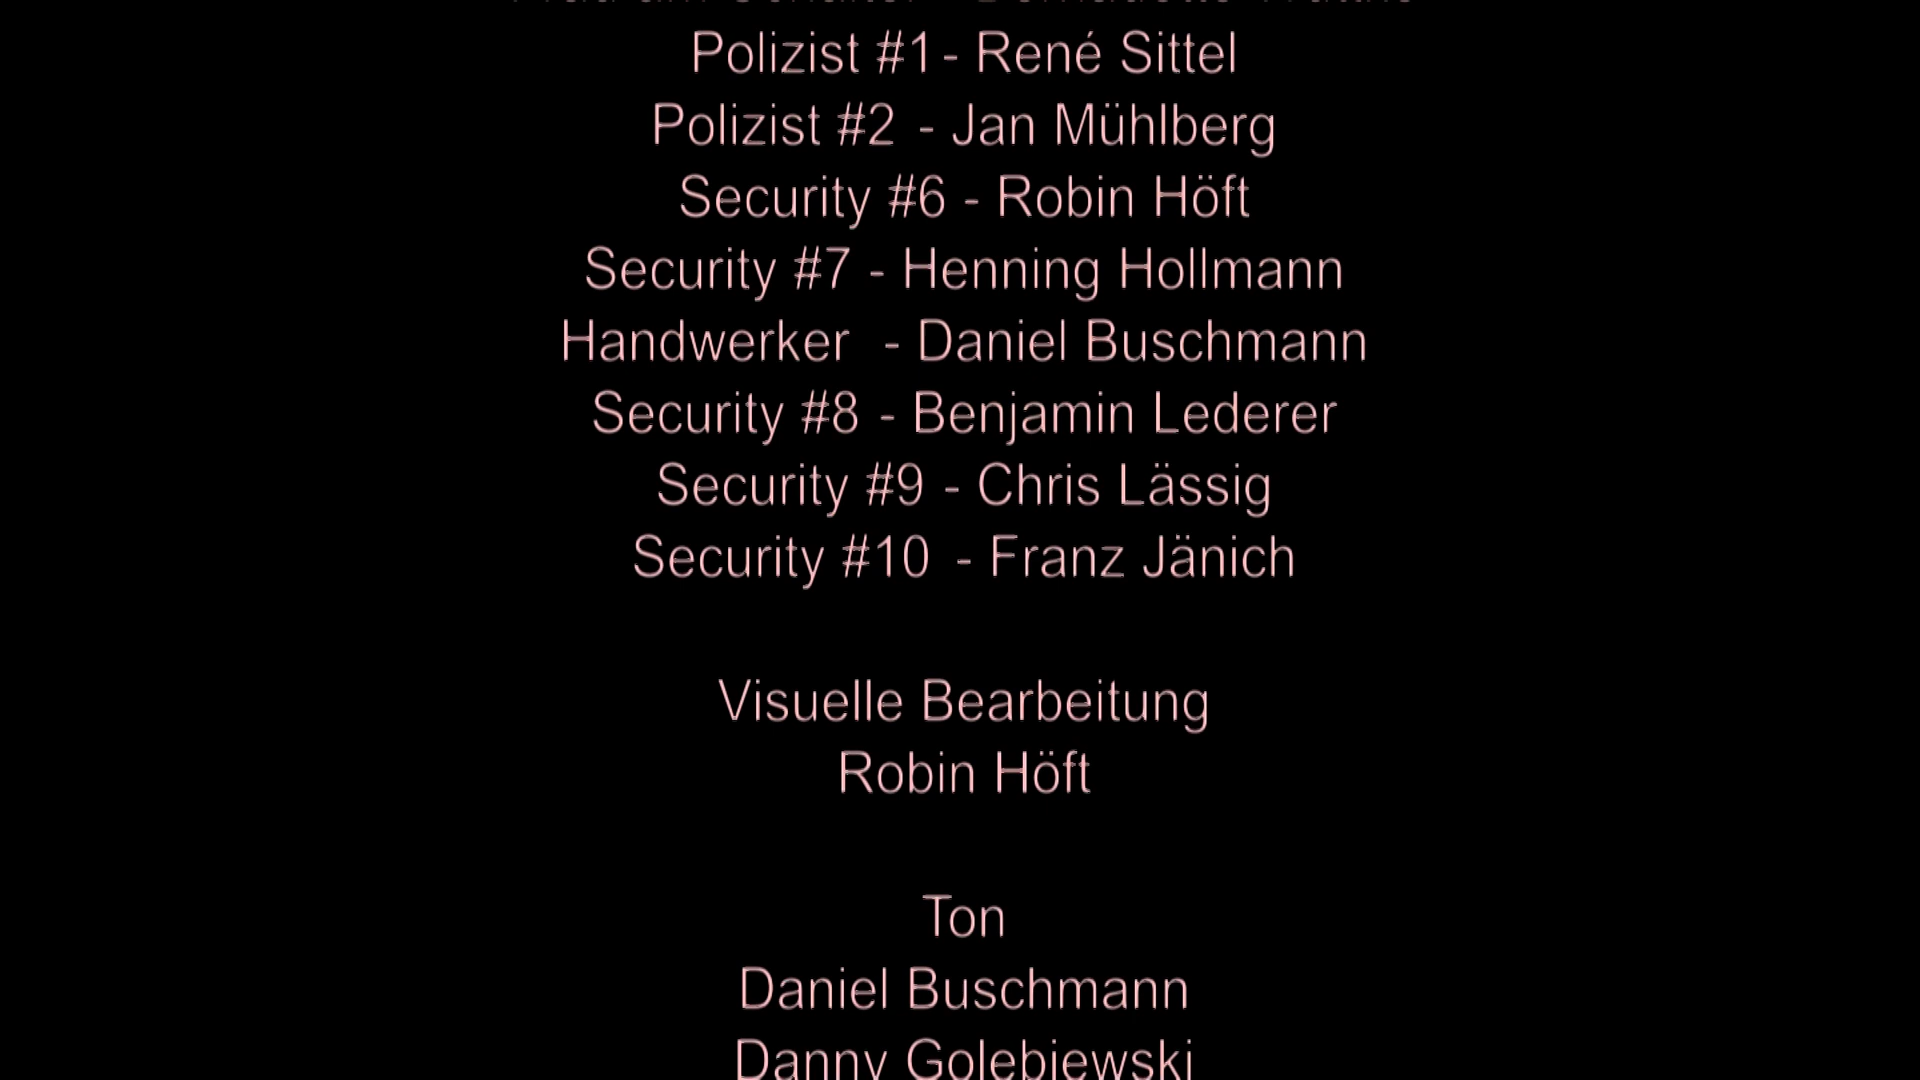 Polizist #1 - René Sittel
Polizist #2 - Jan Mühlberg
Security #6 - Robin Höft
Security #7 - Henning Hollmann
Handwerker - Daniel Buschmann
Security #8 - Benjamin Lederer
Security #9 - Chris Lässig
Security #10 - Franz Jänich
Visuelle Bearbeitung
Robin Höft
Ton
Daniel Buschmann
Danny Golebiewski